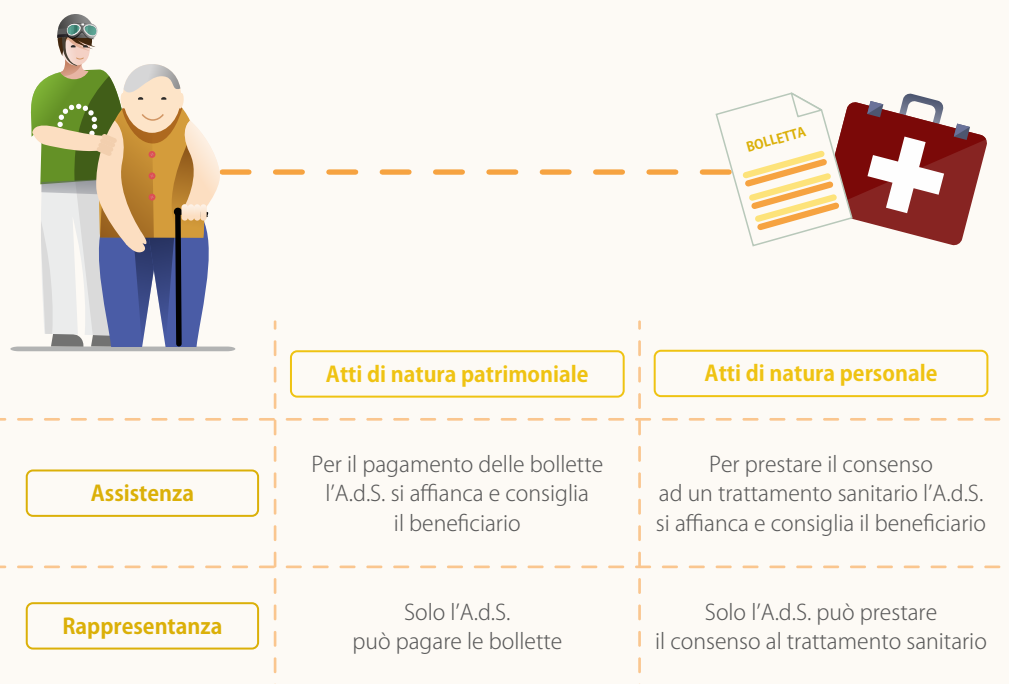 BOLLETTA
Atti di natura patrimoniale
Atti di natura personale
Assistenza
Per il pagamento delle bollette
l’A.d.S. si affianca e consiglia
il beneficiario
Per prestare il consenso
ad un trattamento sanitario l’A.d.S.
si affianca e consiglia il beneficiario
Rappresentanza
Solo l’A.d.S.
può pagare le bollette
Solo l’A.d.S. può prestare
il consenso al trattamento sanitario